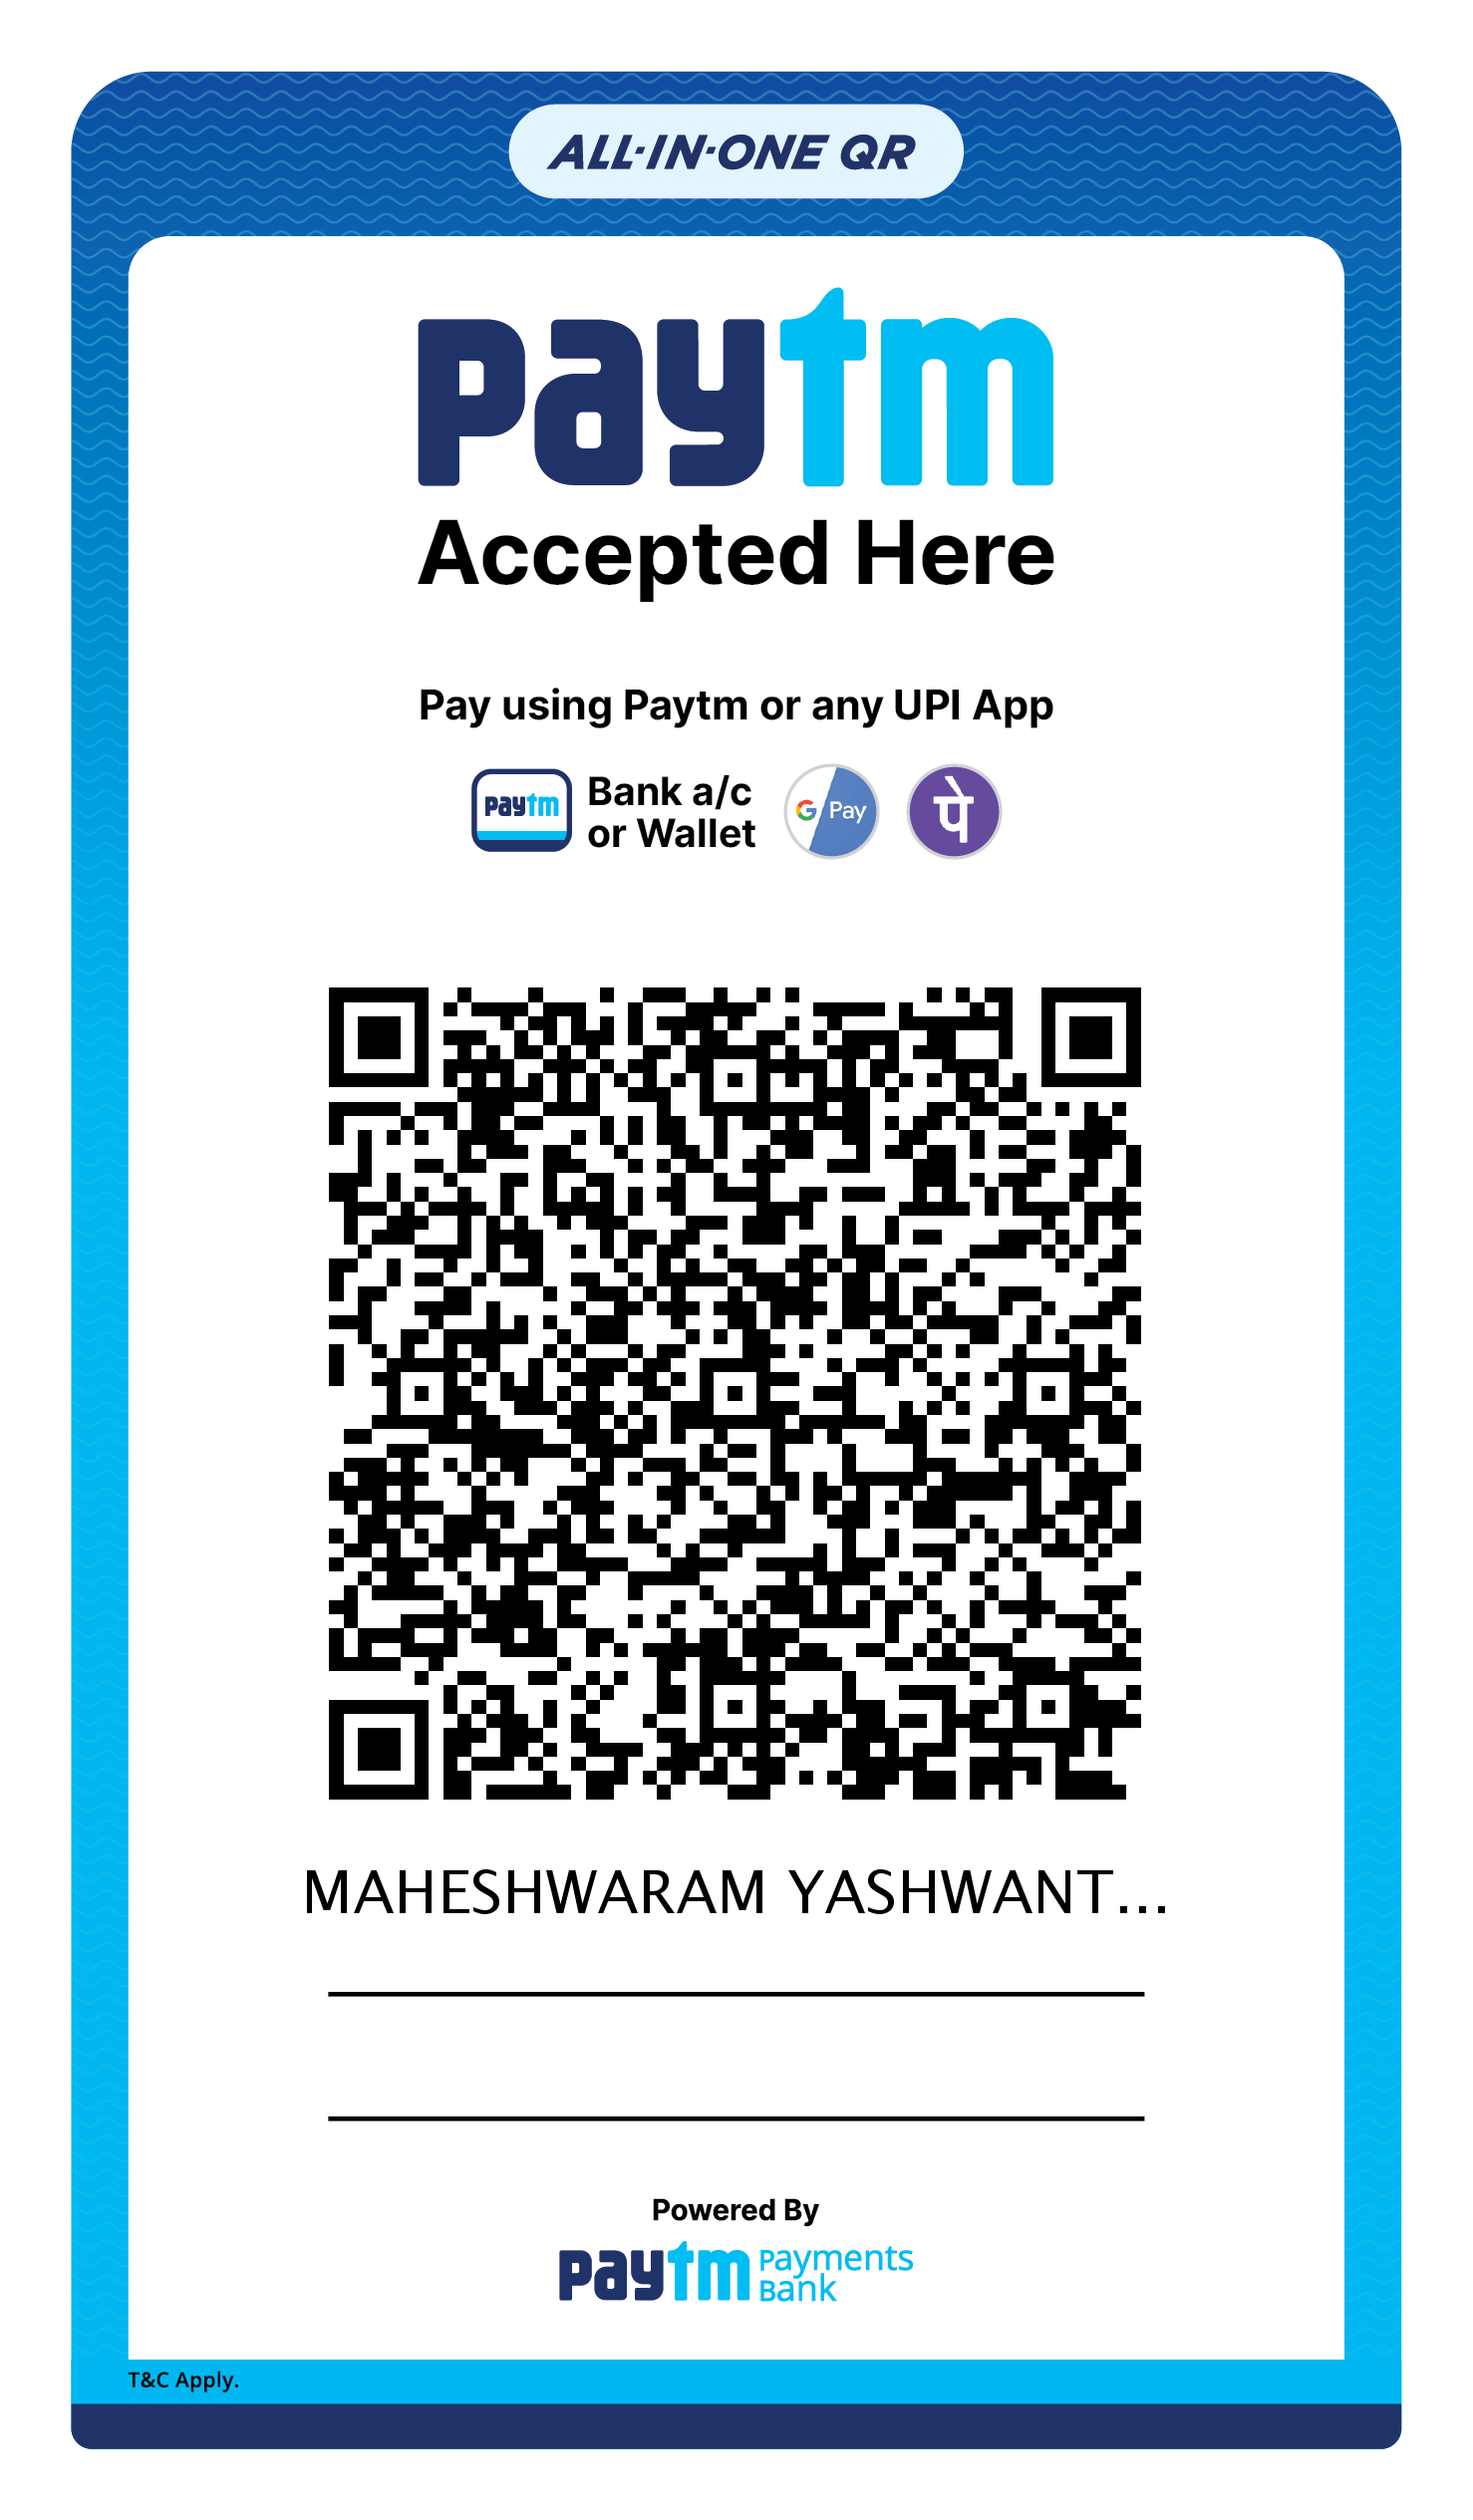 ALL-IN-ONE QR
paytm
Accepted Here
Pay using Paytm or any UPI App
paytm
Bank a/c
or Wallet
G Pay
पे
MAHESHWARAM YASHWANT...
Powered By
paytm Payments
Bank
T&C Apply.